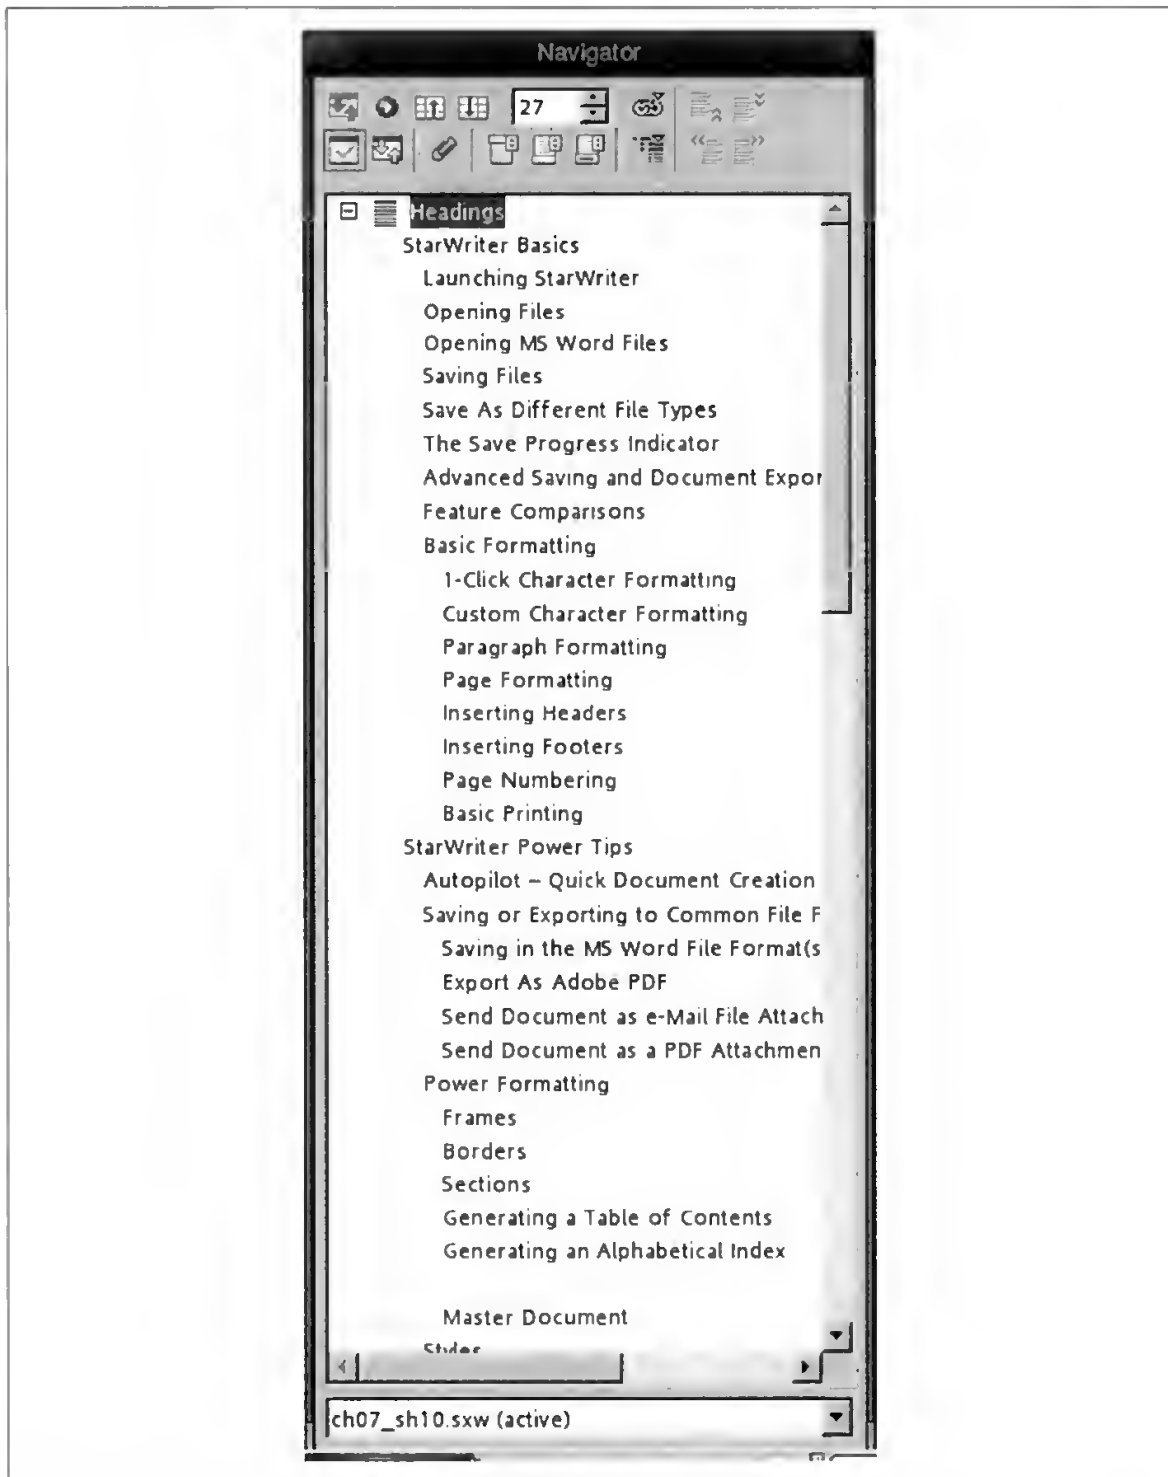 Navigator
27
Headings
StarWriter Basics
Launching StarWriter
Opening Files
Opening MS Word Files
Saving Files
Save As Different File Types
The Save Progress Indicator
Advanced Saving and Document Expor
Feature Comparisons
Basic Formatting
1-Click Character Formatting
Custom Character Formatting
Paragraph Formatting
Page Formatting
Inserting Headers
Inserting Footers
Page Numbering
Basic Printing
StarWriter Power Tips
Autopilot – Quick Document Creation
Saving or Exporting to Common File F
Saving in the MS Word File Format(s
Export As Adobe PDF
Send Document as e-Mail File Attach
Send Document as a PDF Attachmen
Power Formatting
Frames
Borders
Sections
Generating a Table of Contents
Generating an Alphabetical Index
Master Document
Styles
ch07_sh10.sxw (active)